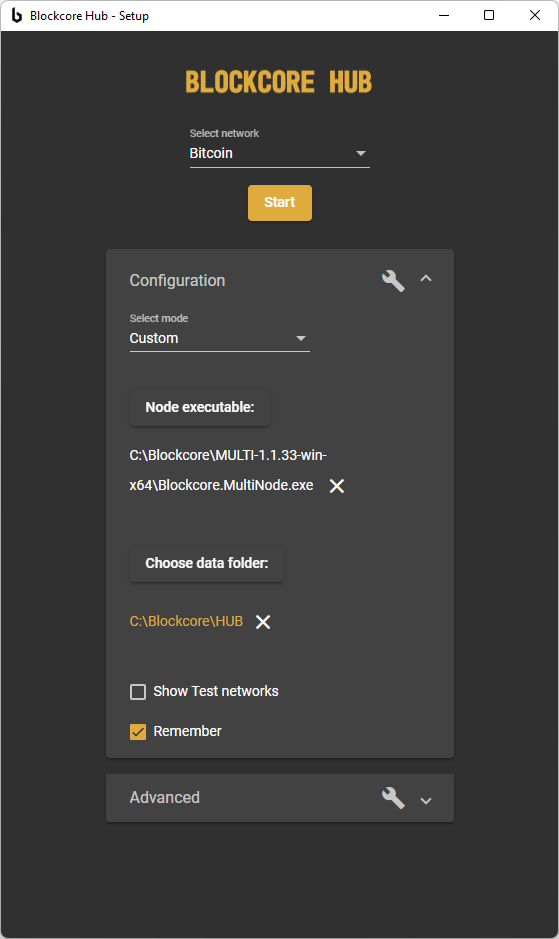 Blockcore Hub - Setup
BLOCKCORE HUB
Select network
Bitcoin
Start
Configuration
Select mode
Custom
Node executable:
C:\Blockcore\MULTI-1.1.33-win-
x64\Blockcore.MultiNode.exe
Choose data folder:
C:\Blockcore\HUB
Show Test networks
Remember
Advanced